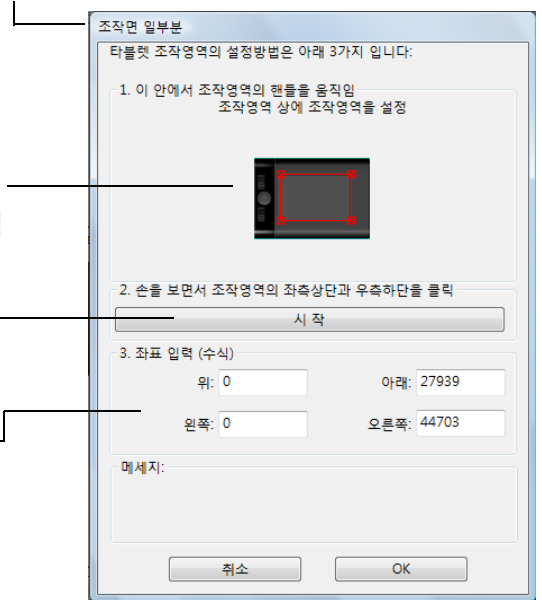 조작면 일부분
타블렛 조작영역의 설정방법은 아래 3가지 입니다:
1. 이 안에서 조작영역의 핸들을 움직임
조작영역 상에 조작영역을 설정
2. 손을 보면서 조작영역의 좌측상단과 우측하단을 클릭
시 작
3. 좌표 입력 (수식)
위: 0 아래: 27939
왼쪽: 0 오른쪽: 44703
메세지:
취소 OK